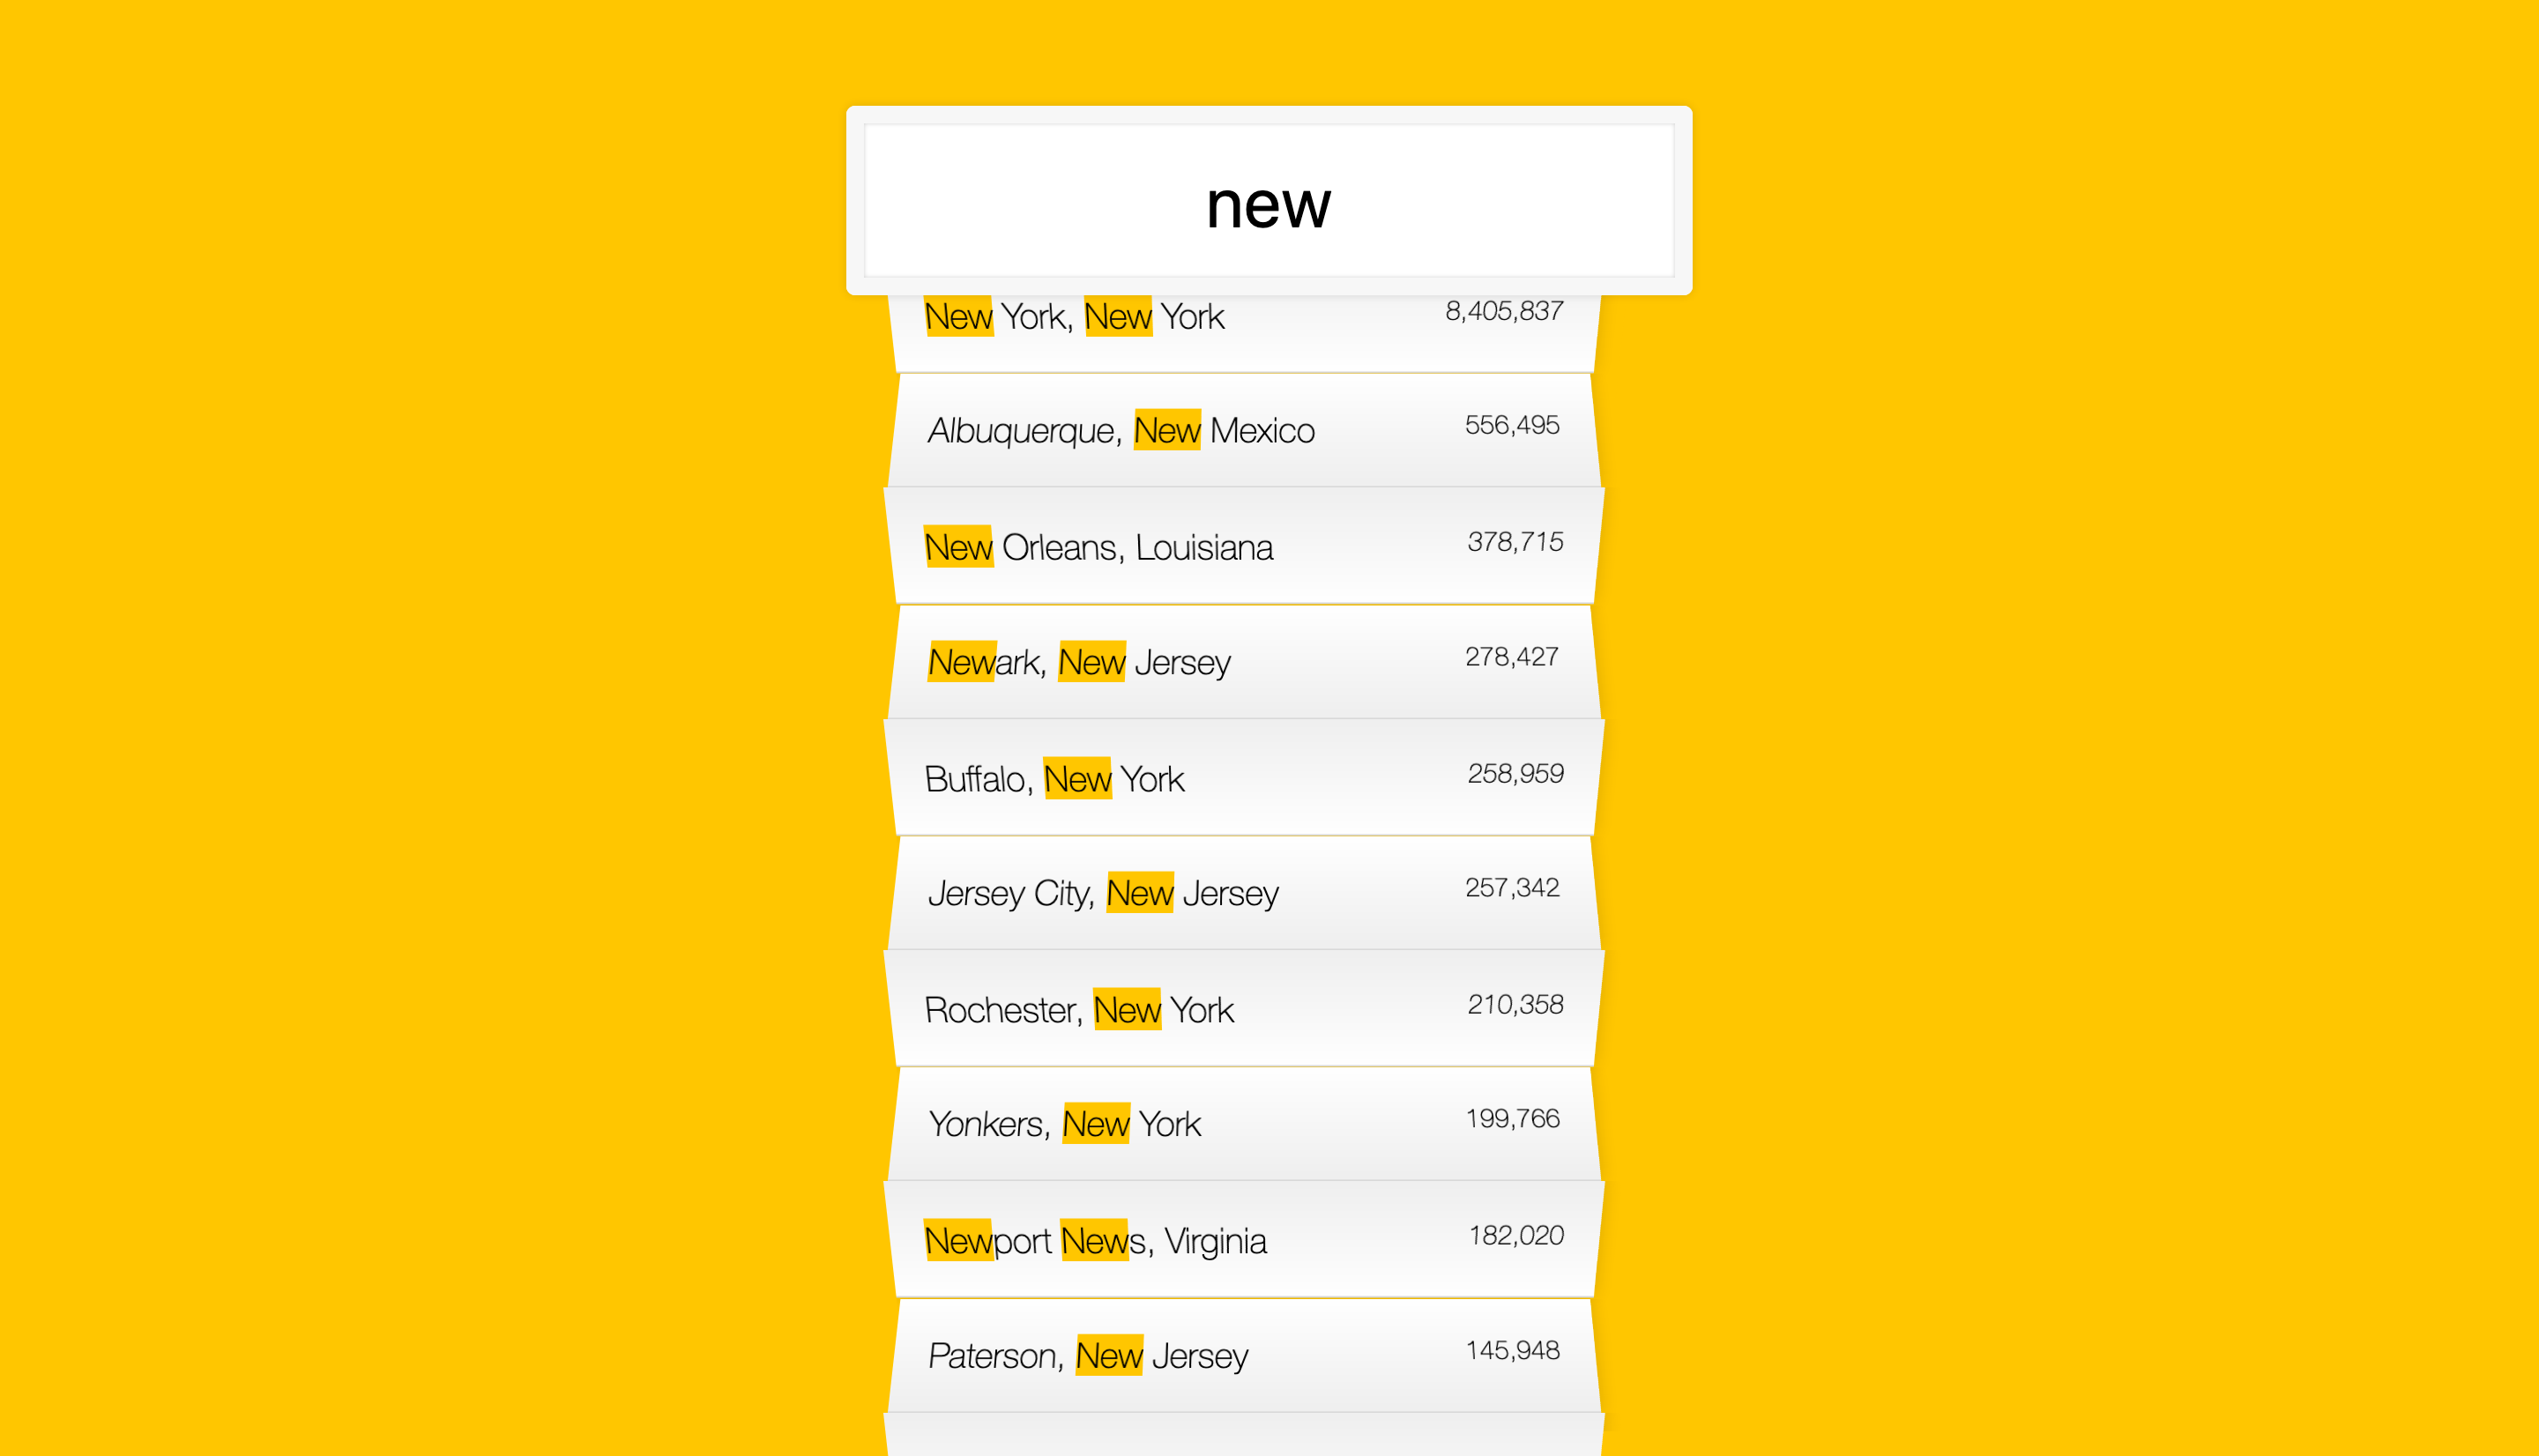 new
New York, New York 8,405,837
Albuquerque, New Mexico 556,495
New Orleans, Louisiana 378,715
Newark, New Jersey 278,427
Buffalo, New York 258,959
Jersey City, New Jersey 257,342
Rochester, New York 210,358
Yonkers, New York 199,766
Newport News, Virginia 182,020
Paterson, New Jersey 145,948